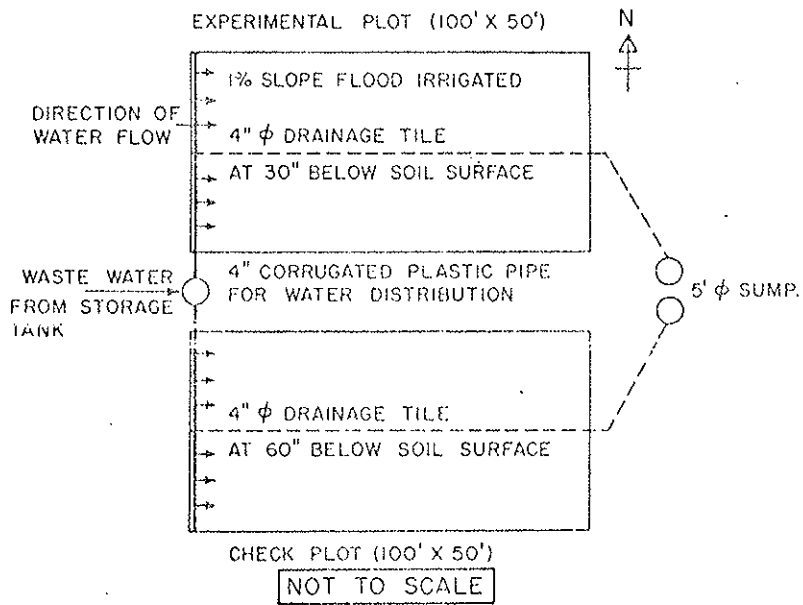 EXPERIMENTAL PLOT (100' X 50')
N
1% SLOPE FLOOD IRRIGATED
DIRECTION OF
WATER FLOW
4" ϕ DRAINAGE TILE
AT 30" BELOW SOIL SURFACE
WASTE WATER
FROM STORAGE
TANK
4" CORRUGATED PLASTIC PIPE
FOR WATER DISTRIBUTION
5' ϕ SUMP.
4" ϕ DRAINAGE TILE
AT 60" BELOW SOIL SURFACE
CHECK PLOT (100' X 50')
NOT TO SCALE